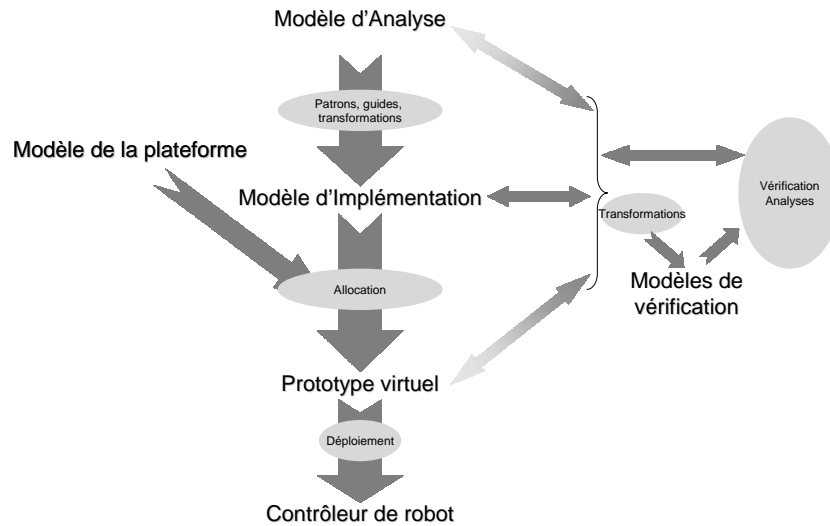 Modèle d'Analyse
Patrons, guides,
transformations
Modèle de la plateforme
Modèle d'Implémentation
Transformations
Vérification
Analyses
Allocation
Modèles de
vérification
Prototype virtuel
Déploiement
Contrôleur de robot